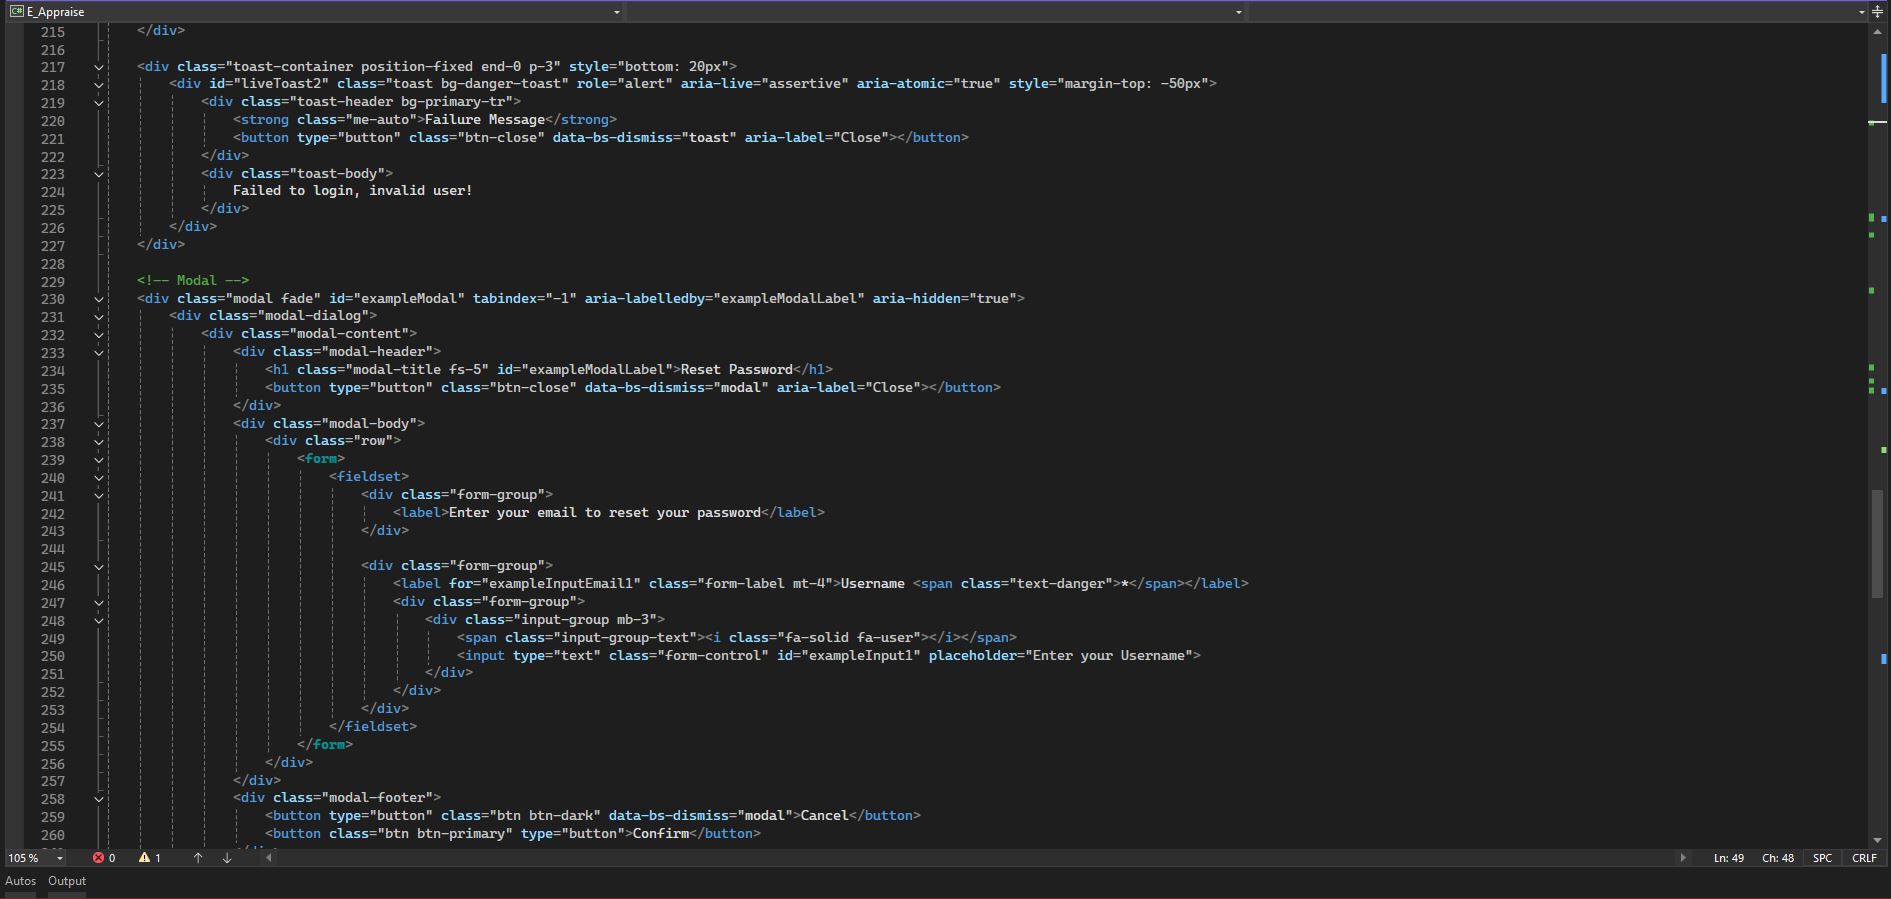 C# E_Appraise
215 </div>
216
217 <div class="toast-container position-fixed end-0 p-3" style="bottom: 20px">
218 <div id="liveToast2" class="toast bg-danger-toast" role="alert" aria-live="assertive" aria-atomic="true" style="margin-top: -50px">
219 <div class="toast-header bg-primary-tr">
220 <strong class="me-auto">Failure Message</strong>
221 <button type="button" class="btn-close" data-bs-dismiss="toast" aria-label="Close"></button>
222 </div>
223 <div class="toast-body">
224 Failed to login, invalid user!
225 </div>
226 </div>
227 </div>
228
229 <!-- Modal -->
230 <div class="modal fade" id="exampleModal" tabindex="-1" aria-labelledby="exampleModalLabel" aria-hidden="true">
231 <div class="modal-dialog">
232 <div class="modal-content">
233 <div class="modal-header">
234 <h1 class="modal-title fs-5" id="exampleModalLabel">Reset Password</h1>
235 <button type="button" class="btn-close" data-bs-dismiss="modal" aria-label="Close"></button>
236 </div>
237 <div class="modal-body">
238 <div class="row">
239 <form>
240 <fieldset>
241 <div class="form-group">
242 <label>Enter your email to reset your password</label>
243 </div>
244
245 <div class="form-group">
246 <label for="exampleInputEmail1" class="form-label mt-4">Username <span class="text-danger">*</span></label>
247 <div class="form-group">
248 <div class="input-group mb-3">
249 <span class="input-group-text"><i class="fa-solid fa-user"></i></span>
250 <input type="text" class="form-control" id="exampleInput1" placeholder="Enter your Username">
251 </div>
252 </div>
253 </div>
254 </fieldset>
255 </form>
256 </div>
257 </div>
258 <div class="modal-footer">
259 <button type="button" class="btn btn-dark" data-bs-dismiss="modal">Cancel</button>
260 <button class="btn btn-primary" type="button">Confirm</button>
105 % 0 1 Ln: 49 Ch: 48 SPC CRLF
Autos Output